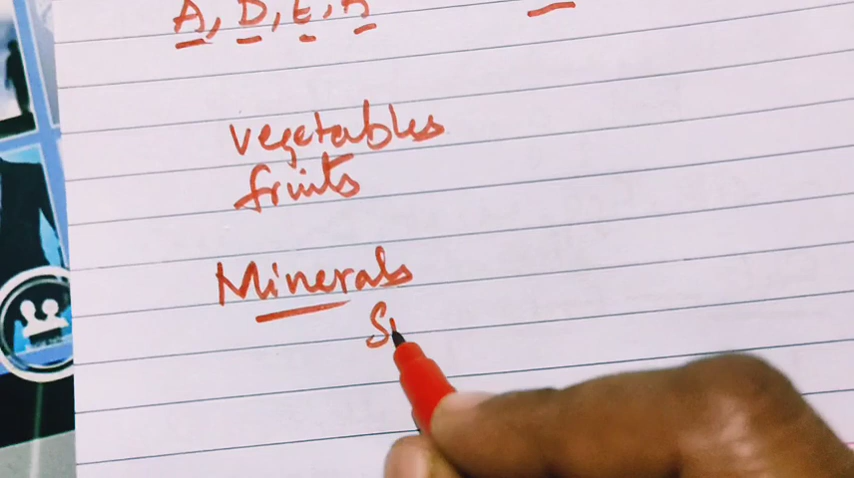 A, D, E, K
vegetables
fruits
Minerals
S